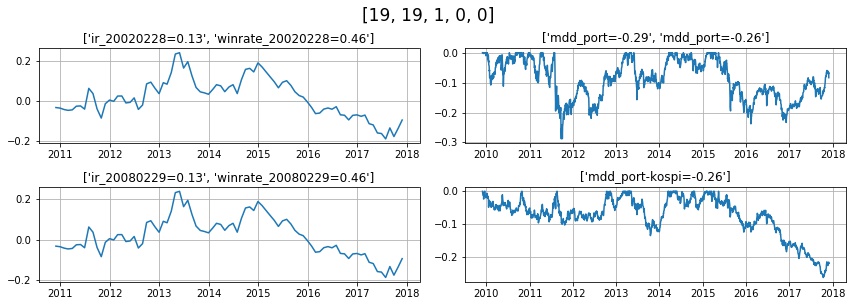 [19, 19, 1, 0, 0]
['ir_20020228=0.13', 'winrate_20020228=0.46']
0.2
0.0
−0.2
2011 2012 2013 2014 2015 2016 2017 2018
['mdd_port=-0.29', 'mdd_port=-0.26']
0.0
−0.1
−0.2
−0.3
2010 2011 2012 2013 2014 2015 2016 2017 2018
['ir_20080229=0.13', 'winrate_20080229=0.46']
0.2
0.0
−0.2
2011 2012 2013 2014 2015 2016 2017 2018
['mdd_port-kospi=-0.26']
0.0
−0.1
−0.2
2010 2011 2012 2013 2014 2015 2016 2017 2018